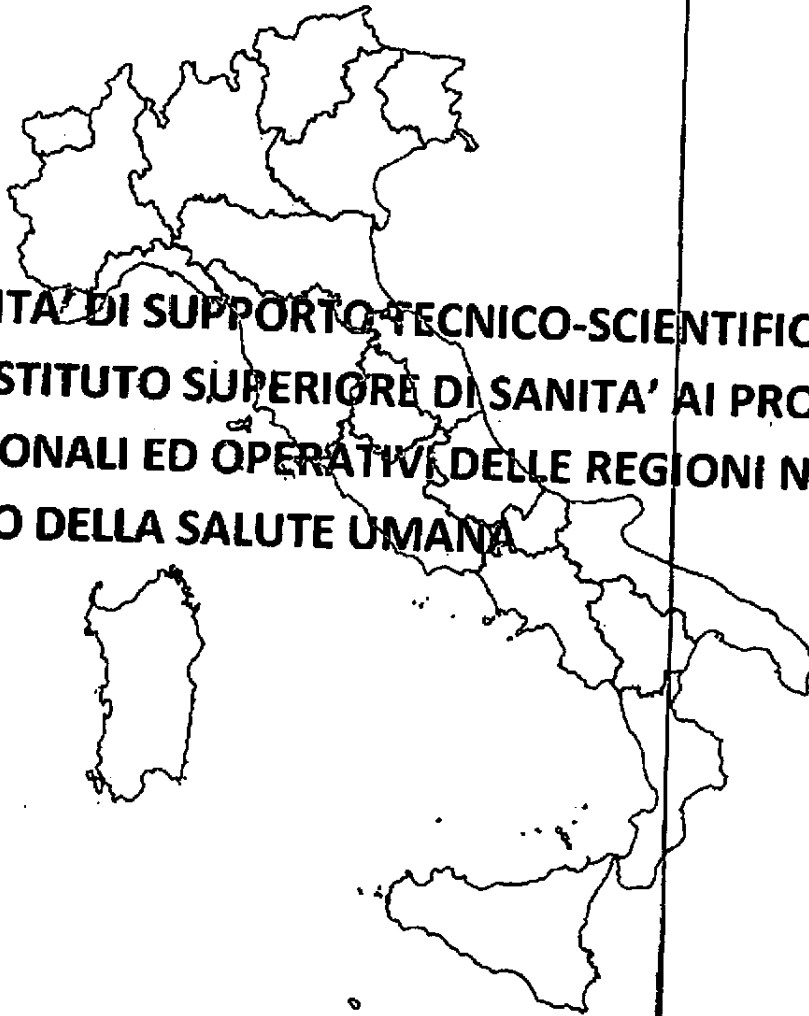 ITA' DI SUPPORTO TECNICO-SCIENTIFIC
STITUTO SUPERIORE DI SANITA' AI PRO
ONALI ED OPERATIVI DELLE REGIONI N
O DELLA SALUTE UMANA